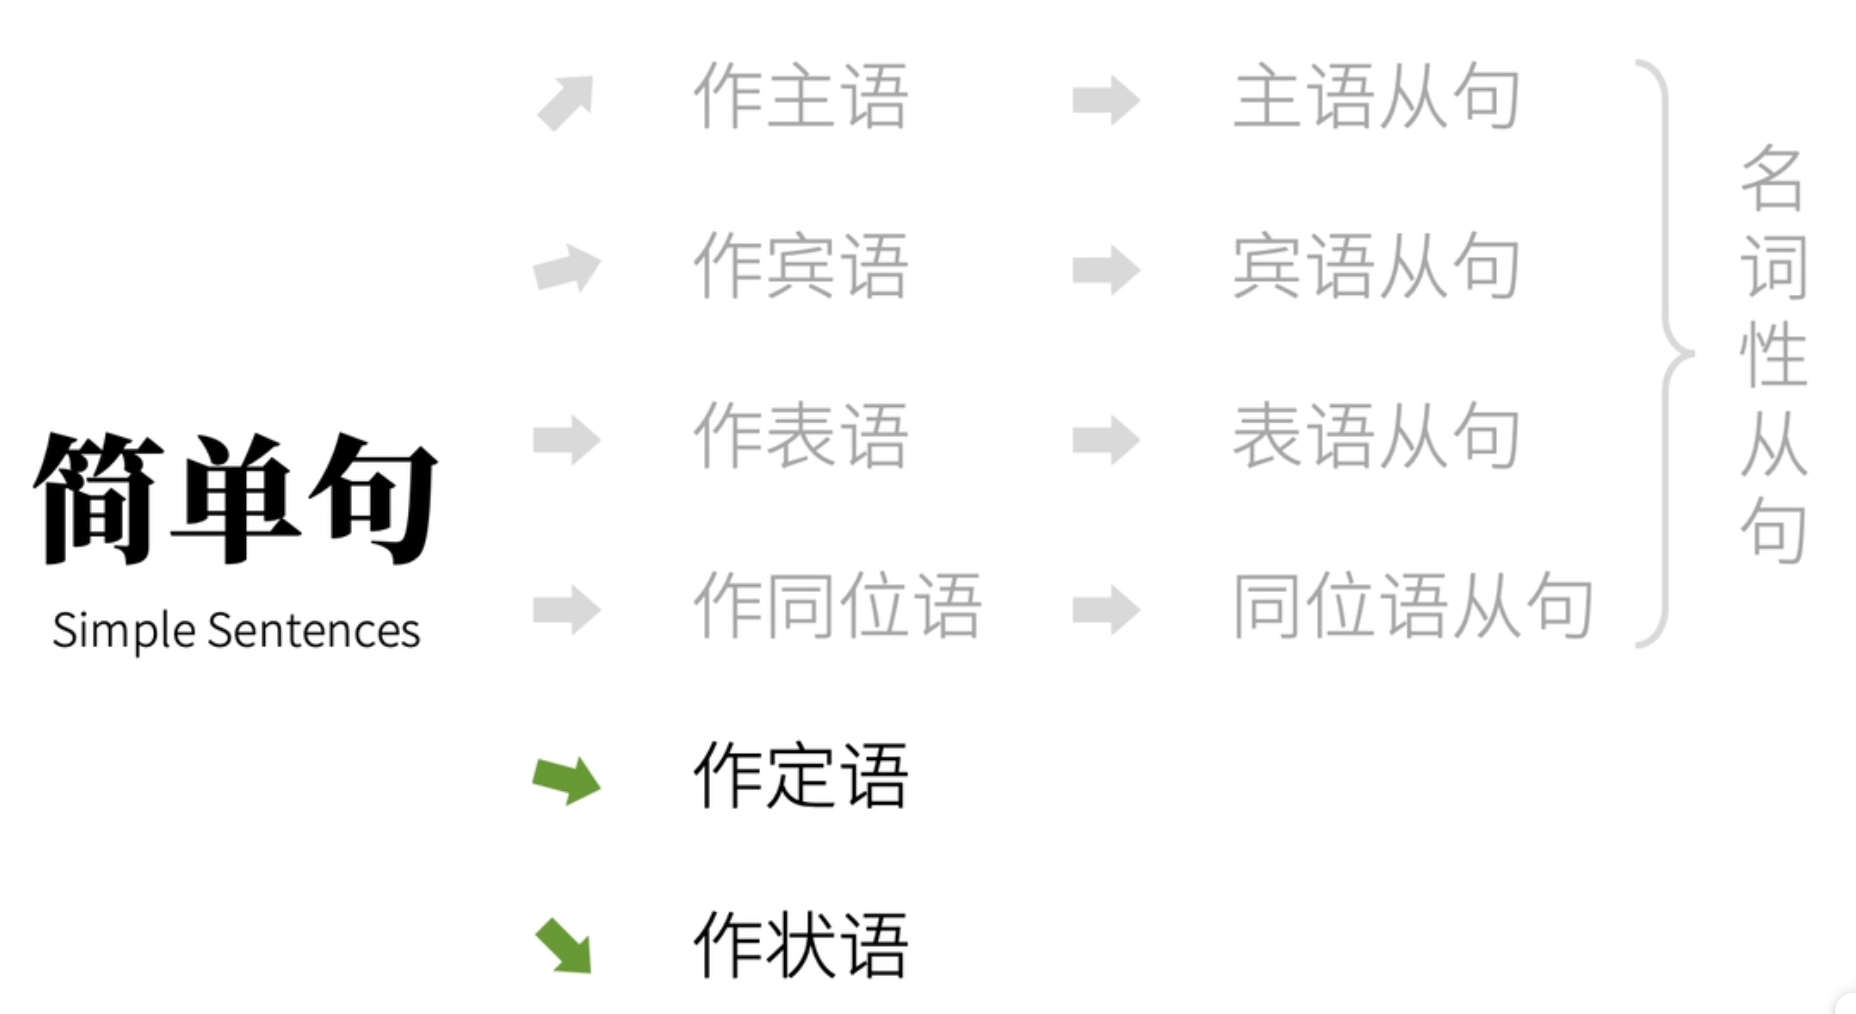 作主语
主语从句
作宾语
宾语从句
作表语
表语从句
作同位语
同位语从句
名词性从句
简单句
Simple Sentences
作定语
作状语